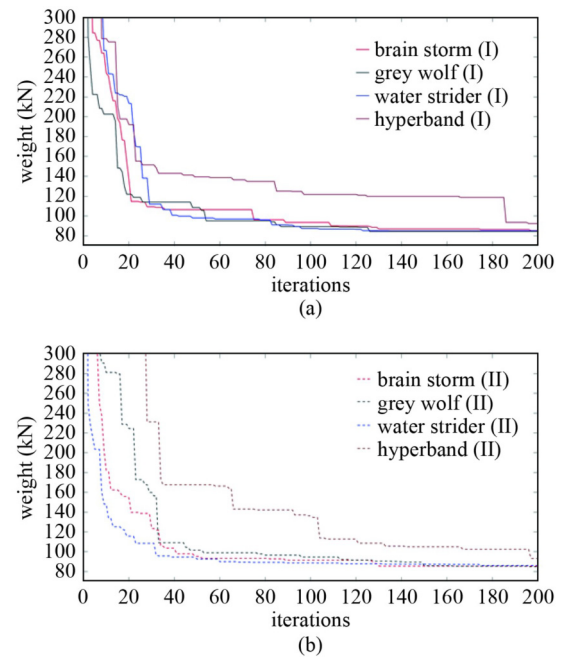 300
280
260
240
220
200
180
160
140
120
100
80
weight (kN)
brain storm (I)
grey wolf (I)
water strider (I)
hyperband (I)
0 20 40 60 80 100 120 140 160 180 200
iterations
(a)
300
280
260
240
220
200
180
160
140
120
100
80
weight (kN)
brain storm (II)
grey wolf (II)
water strider (II)
hyperband (II)
0 20 40 60 80 100 120 140 160 180 200
iterations
(b)